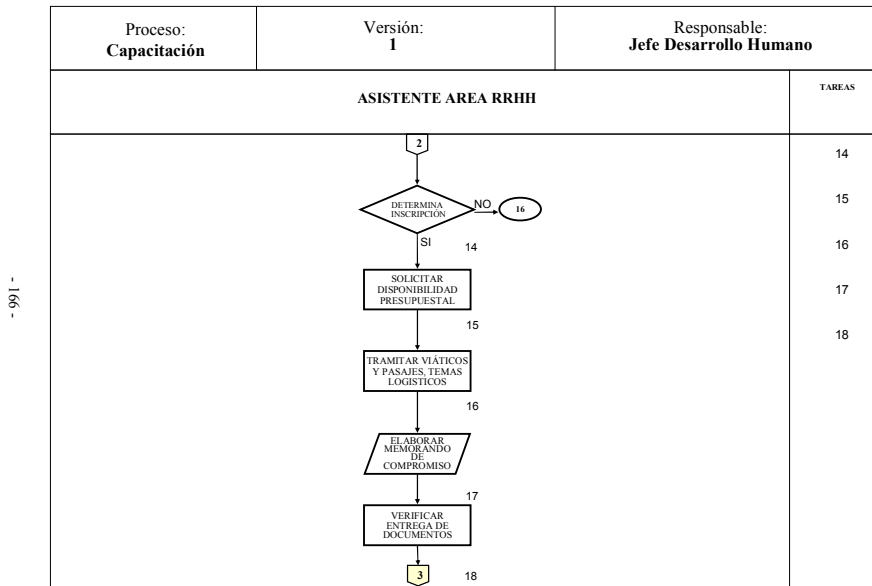 Proceso:
Capacitación
Versión:
1
Responsable:
Jefe Desarrollo Humano
ASISTENTE AREA RRHH
TAREAS
2
DETERMINA
INSCRIPCIÓN
NO
16
SI
14
SOLICITAR
DISPONIBILIDAD
PRESUPUESTAL
15
TRAMITAR VIÁTICOS
Y PASAJES, TEMAS
LOGISTICOS
16
ELABORAR
MEMORANDO
DE
COMPROMISO
17
VERIFICAR
ENTREGA DE
DOCUMENTOS
3
18
14
15
16
17
18
- 166 -